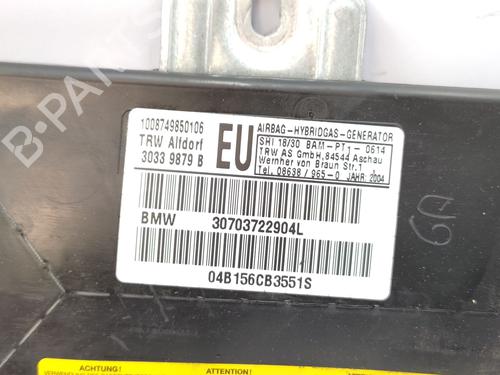 1008749850106
TRW Alfdorf
3033 9879 B
EU
AIRBAG-HYBRIDGAS-GENERATOR
SHI 18/30 BAM-PT1-0614
TRW AS GmbH,84544 Aschau
Wernher von Braun Str.1
Tel. 08638/965-0 JAHR:2004
BMW 30703722904L
04B156CB3551S
ACHTUNG!
ATTENTION!
B-PARTS